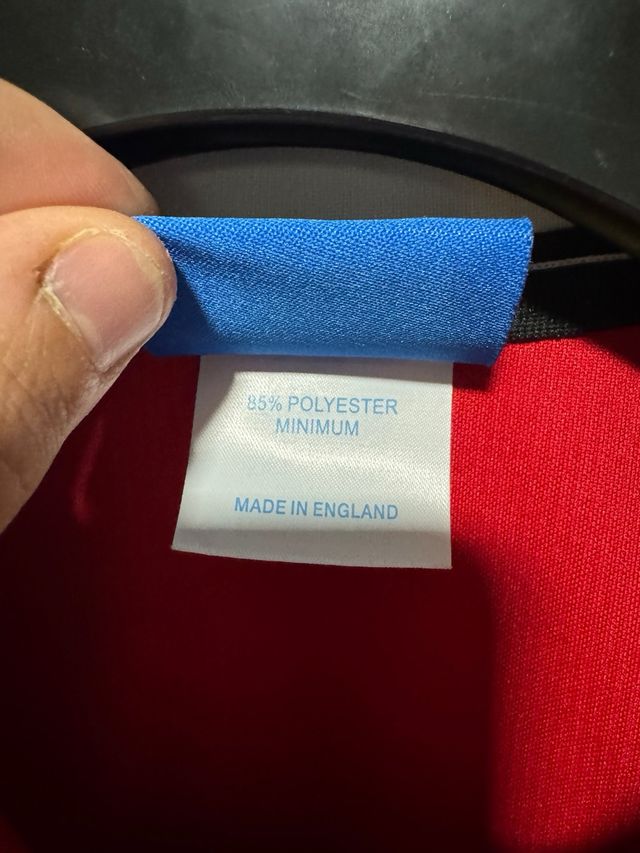 85% POLYESTER
MINIMUM
MADE IN ENGLAND